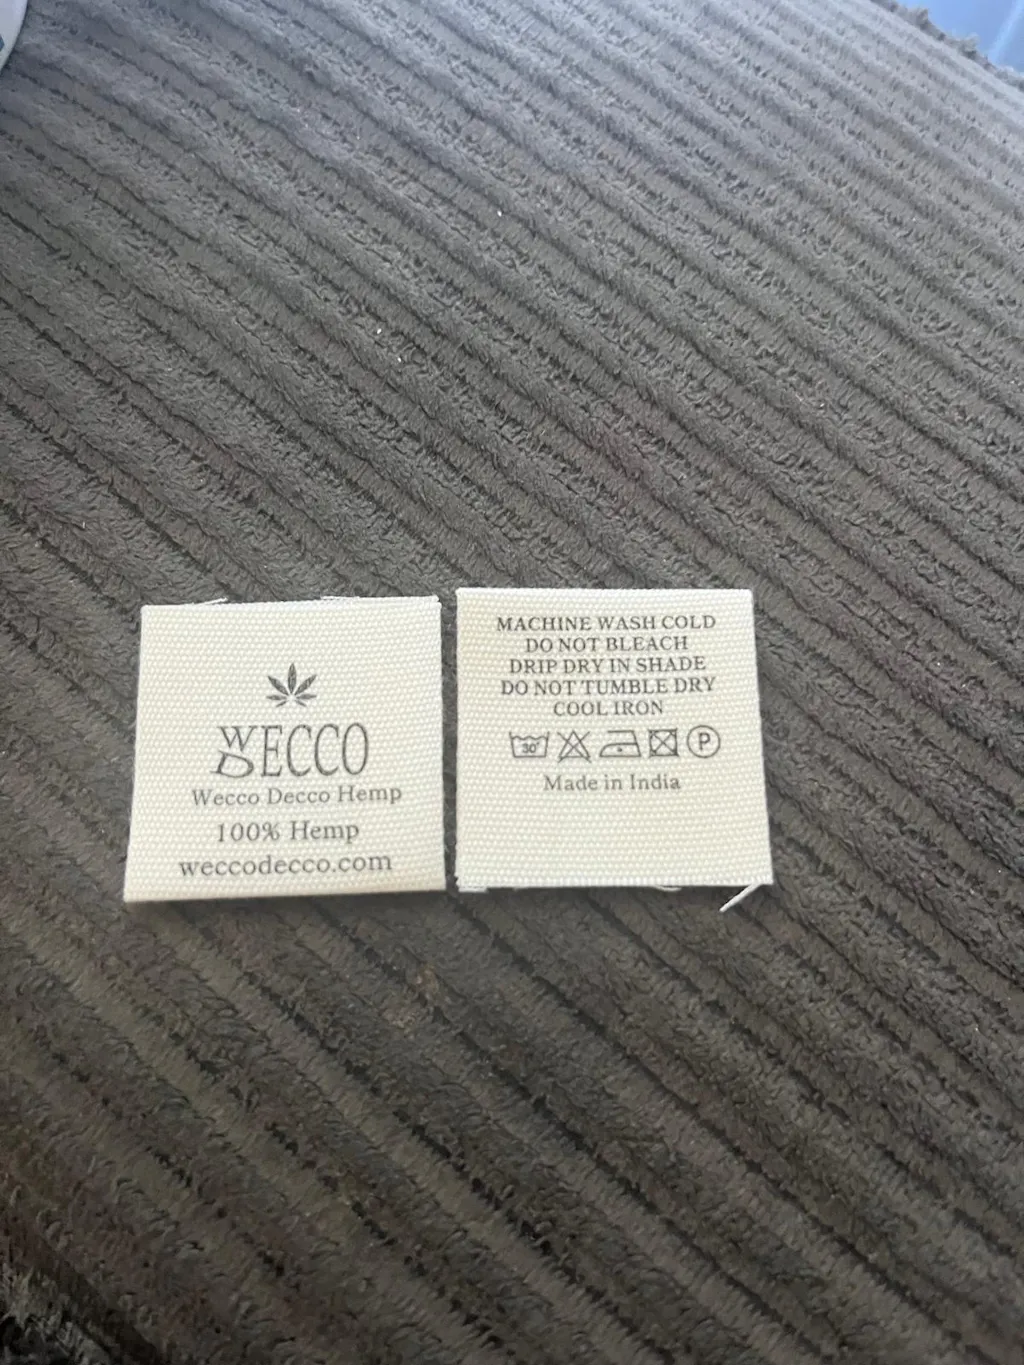 WECCO
D
Wecco Decco Hemp
100% Hemp
weccodecco.com
MACHINE WASH COLD
DO NOT BLEACH
DRIP DRY IN SHADE
DO NOT TUMBLE DRY
COOL IRON
30° P
Made in India